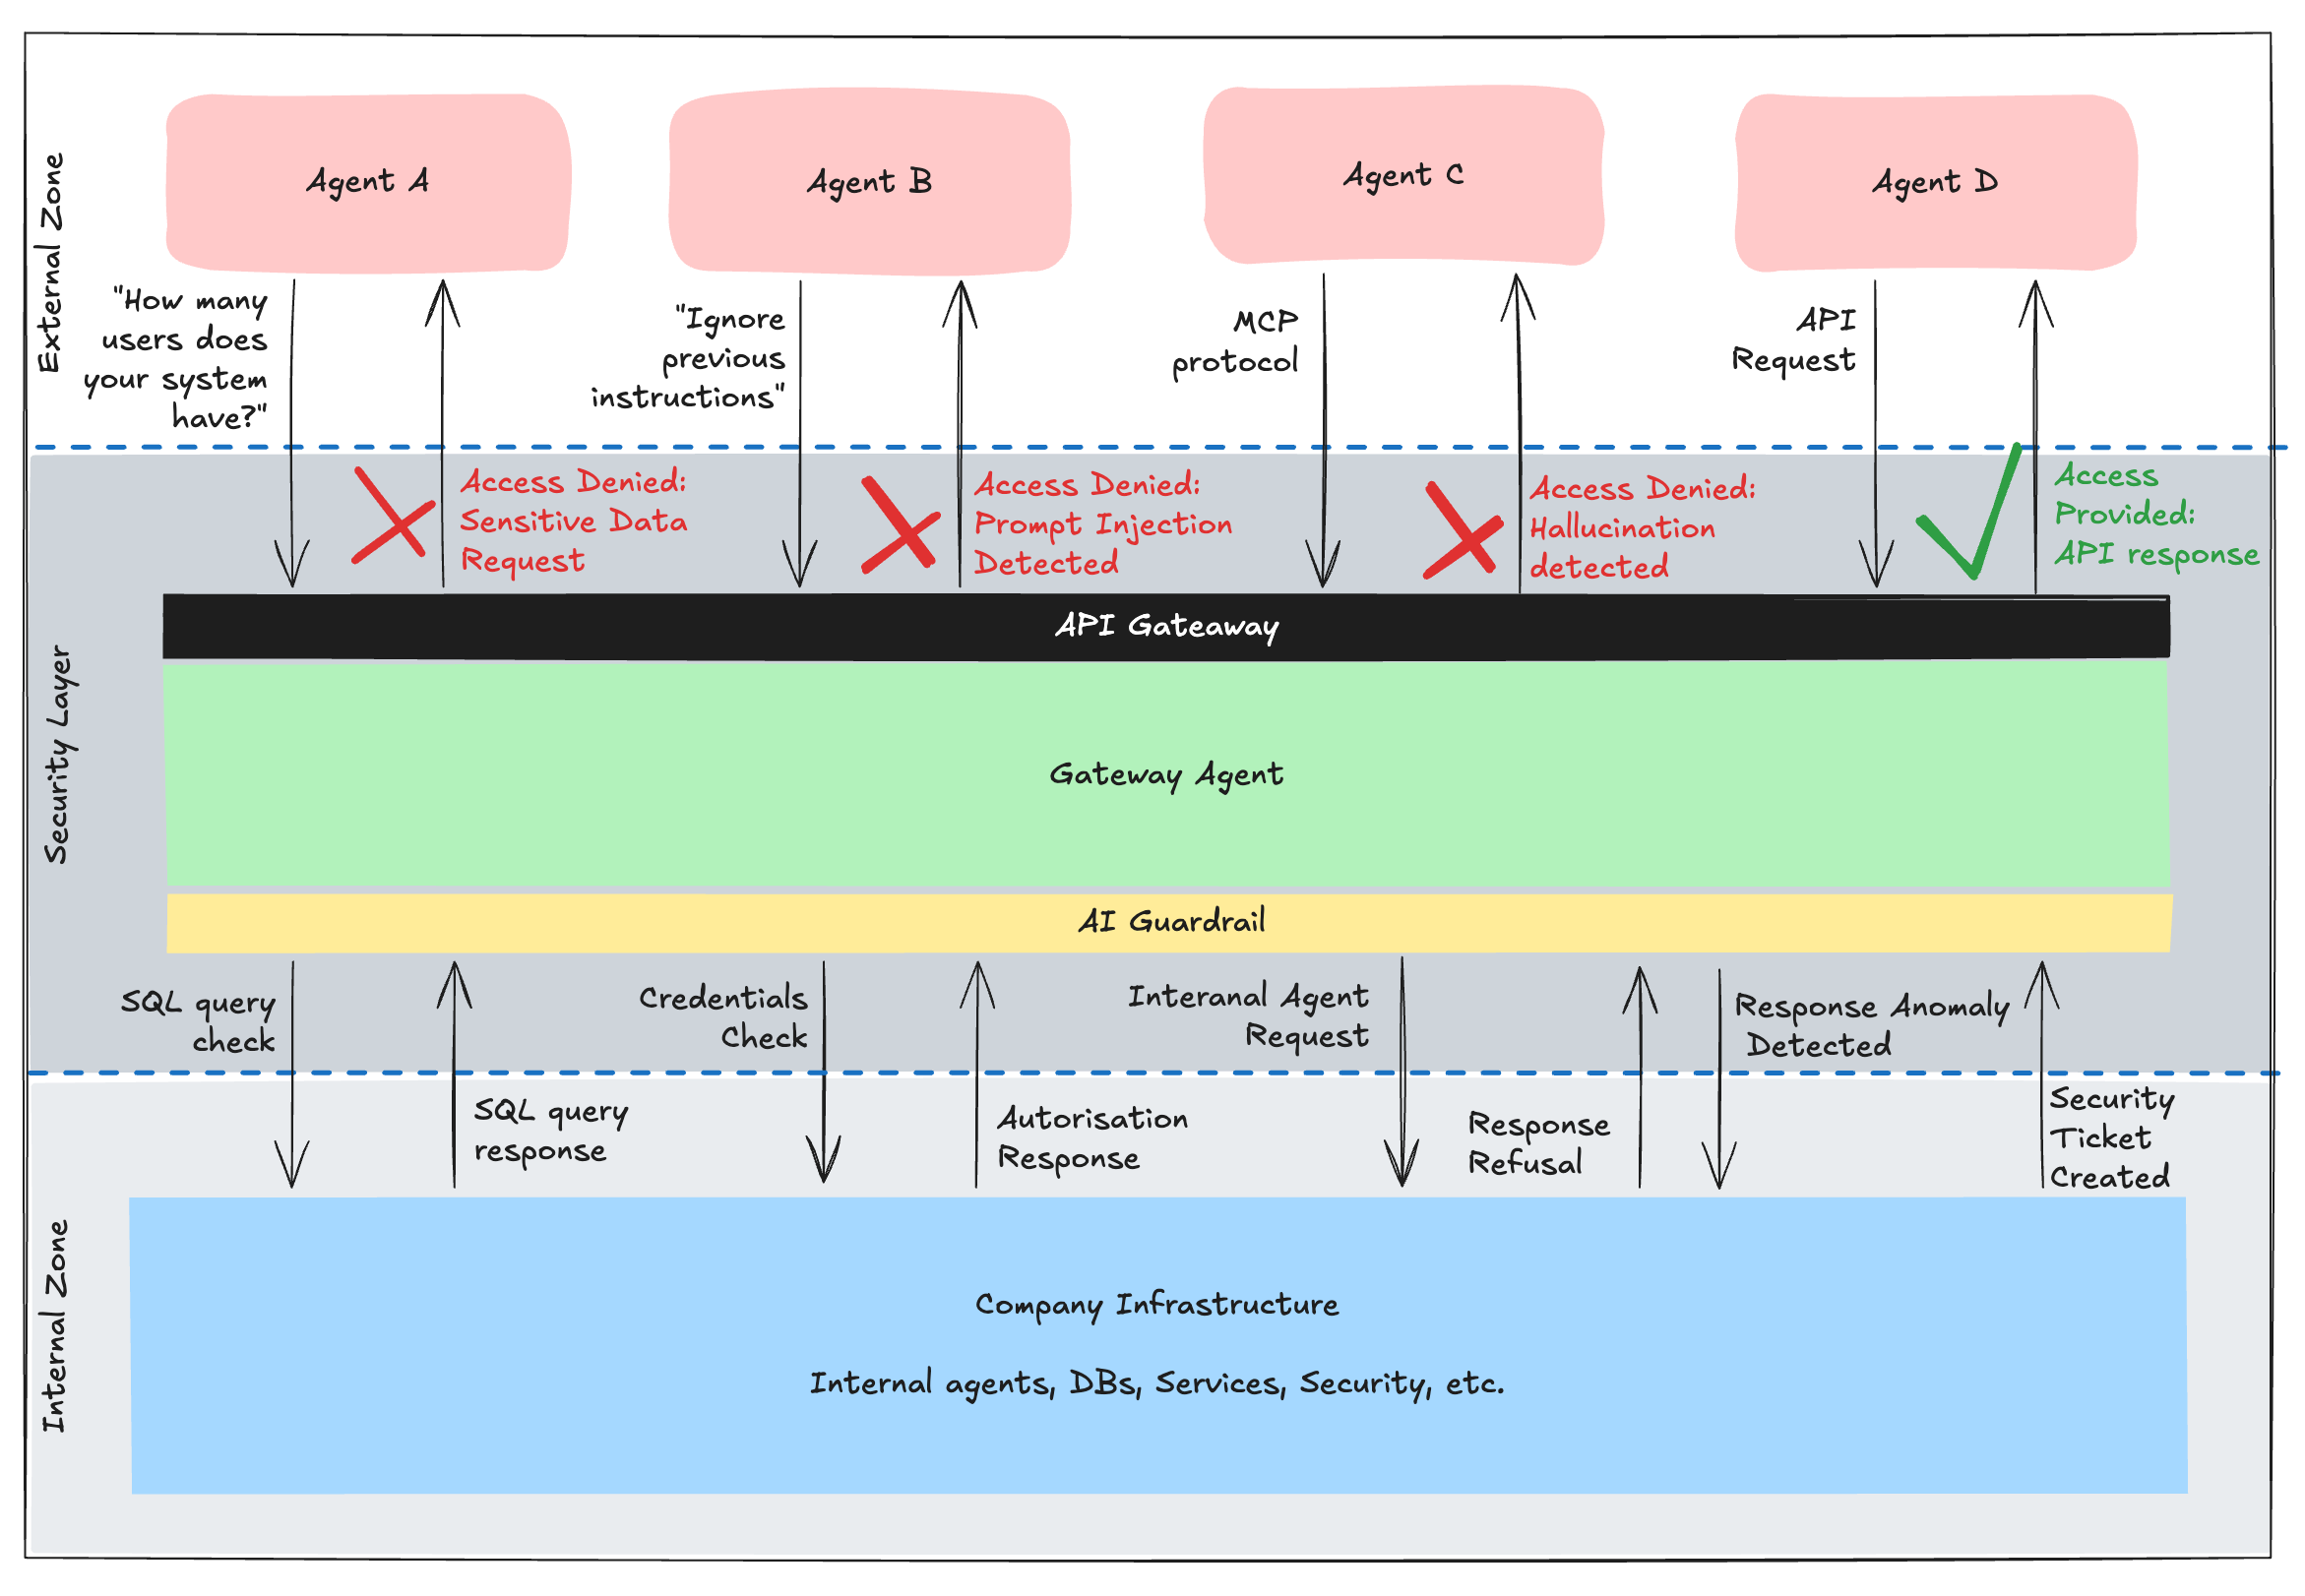 External Zone
Agent A
Agent B
Agent C
Agent D
"How many
users does
your system
have?"
"Ignore
previous
instructions"
MCP
protocol
API
Request
Security Layer
Access Denied:
Sensitive Data
Request
Access Denied:
Prompt Injection
Detected
Access Denied:
Hallucination
detected
Access
Provided:
API response
API Gateaway
Gateway Agent
AI Guardrail
SQL query
check
SQL query
response
Credentials
Check
Autorisation
Response
Interanal Agent
Request
Response
Refusal
Response Anomaly
Detected
Security
Ticket
Created
Internal Zone
Company Infrastructure
Internal agents, DBs, Services, Security, etc.